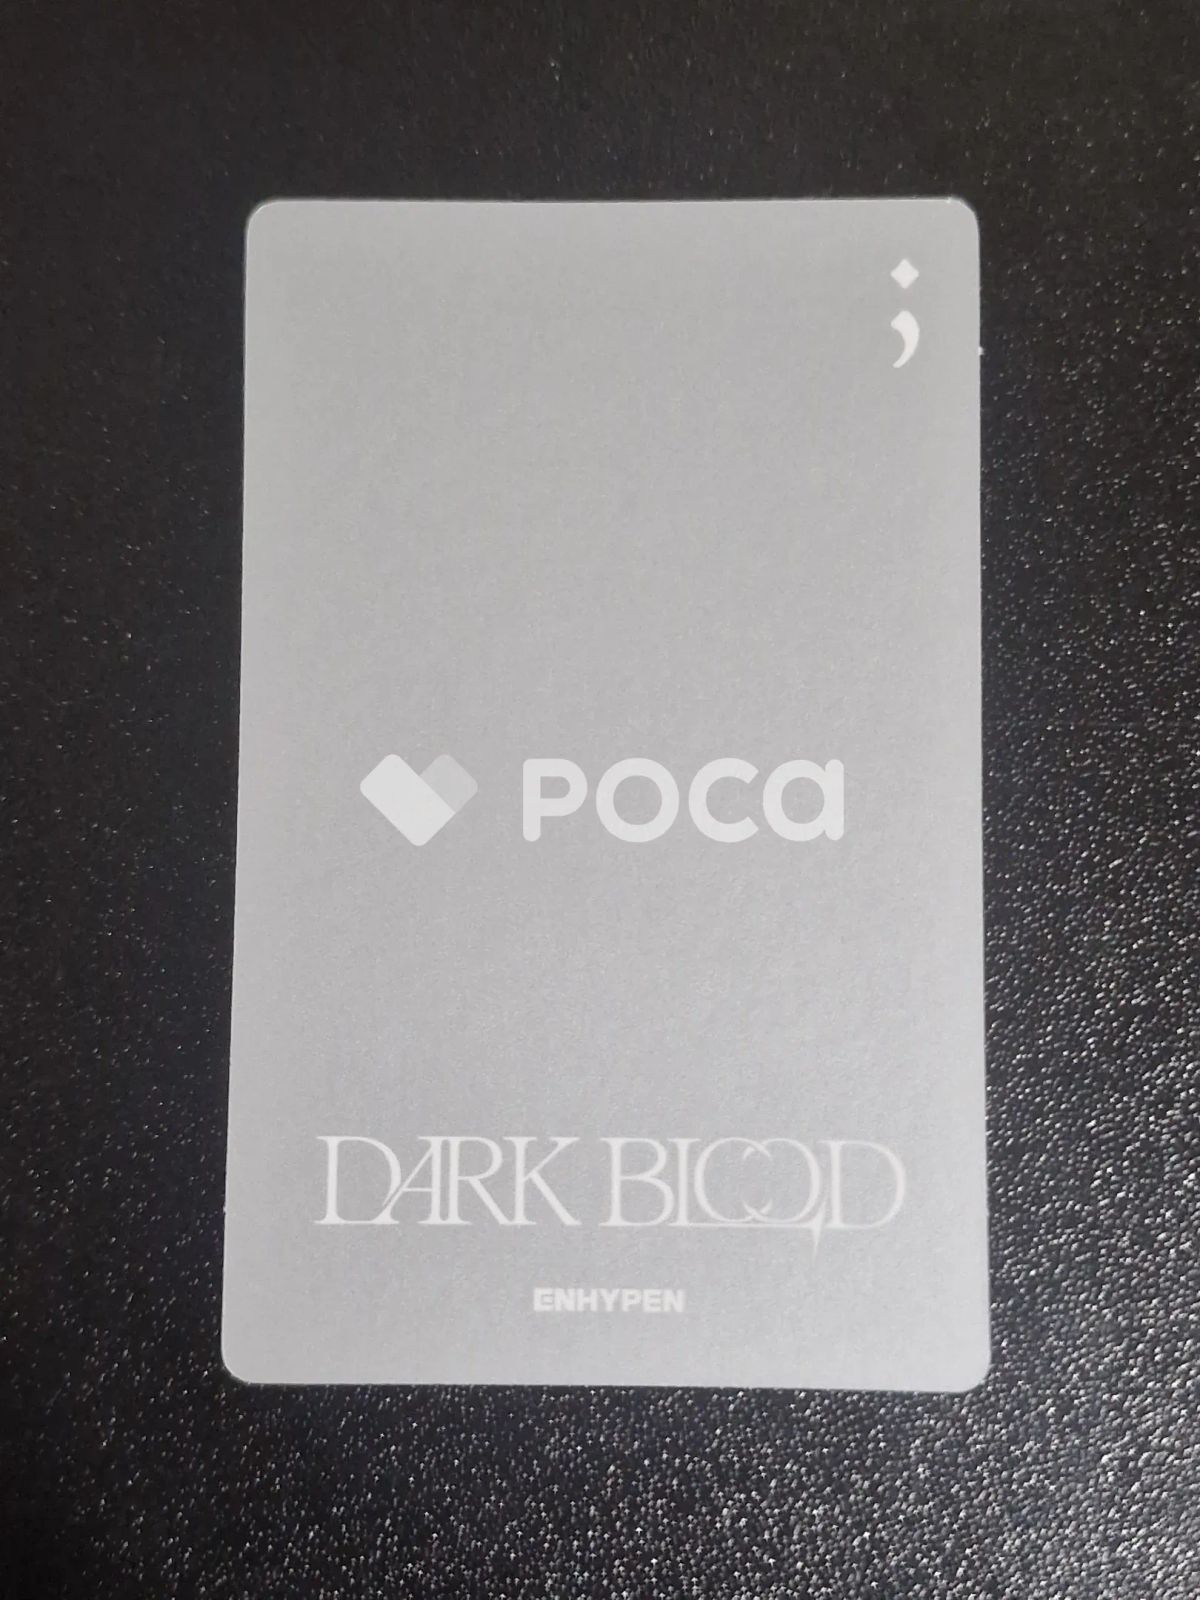 ;
POCA
DARK BLOOD
ENHYPEN